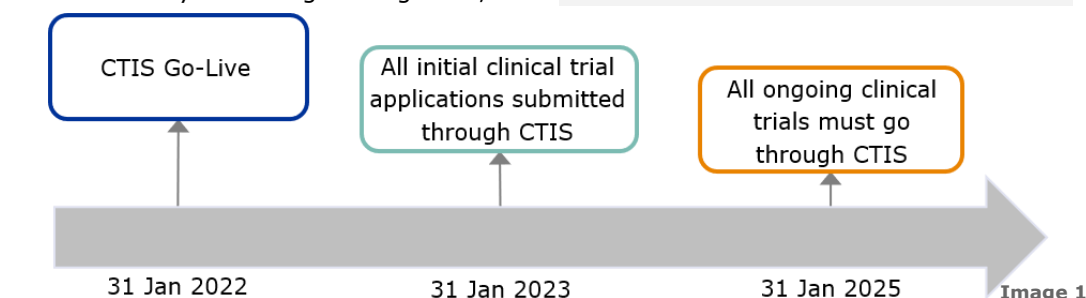 CTIS Go-Live
All initial clinical trial
applications submitted
through CTIS
All ongoing clinical
trials must go
through CTIS
31 Jan 2022
31 Jan 2023
31 Jan 2025
Image 1